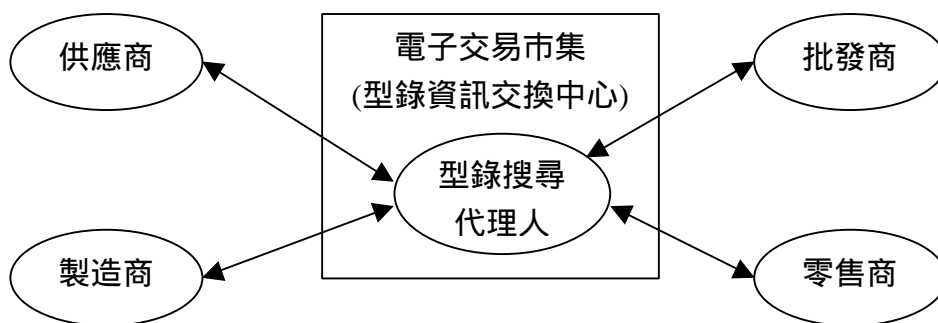 供應商
電子交易市集
(型錄資訊交換中心)
批發商
型錄搜尋
代理人
製造商
零售商